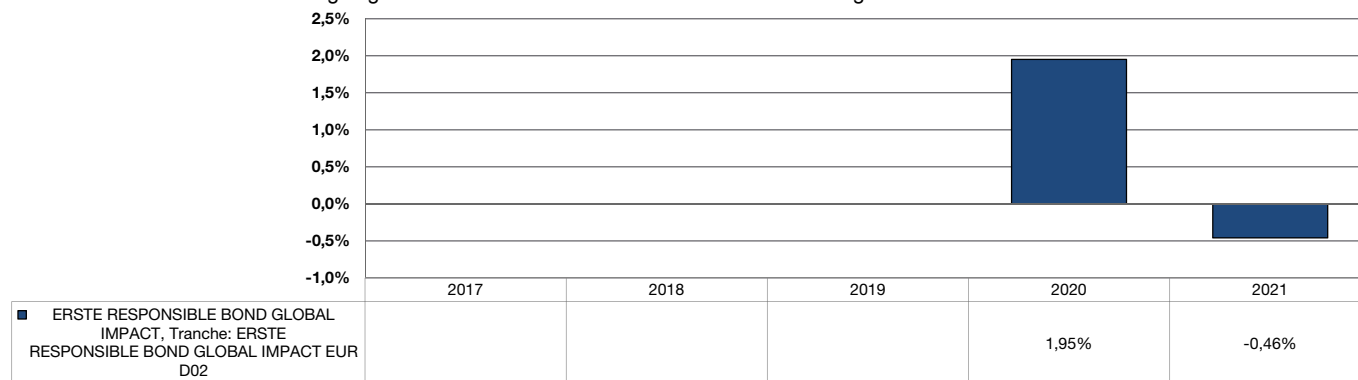 2,5%
2,0%
1,5%
1,0%
0,5%
0,0%
-0,5%
-1,0%
2017 2018 2019 2020 2021
ERSTE RESPONSIBLE BOND GLOBAL
IMPACT, Tranche: ERSTE
RESPONSIBLE BOND GLOBAL IMPACT EUR
D02
1,95% -0,46%